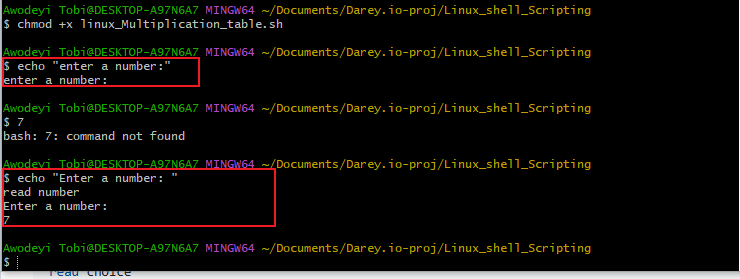 Awodeyi Tobi@DESKTOP-A97N6A7 MINGW64 ~/Documents/Darey.io-proj/Linux_shell_Scripting
$ chmod +x linux_Multiplication_table.sh
Awodeyi Tobi@DESKTOP-A97N6A7 MINGW64 ~/Documents/Darey.io-proj/Linux_shell_Scripting
$ echo "enter a number:"
enter a number:
Awodeyi Tobi@DESKTOP-A97N6A7 MINGW64 ~/Documents/Darey.io-proj/Linux_shell_Scripting
$ 7
bash: 7: command not found
Awodeyi Tobi@DESKTOP-A97N6A7 MINGW64 ~/Documents/Darey.io-proj/Linux_shell_Scripting
$ echo "Enter a number: "
read number
Enter a number:
7
Awodeyi Tobi@DESKTOP-A97N6A7 MINGW64 ~/Documents/Darey.io-proj/Linux_shell_Scripting
$
read choice